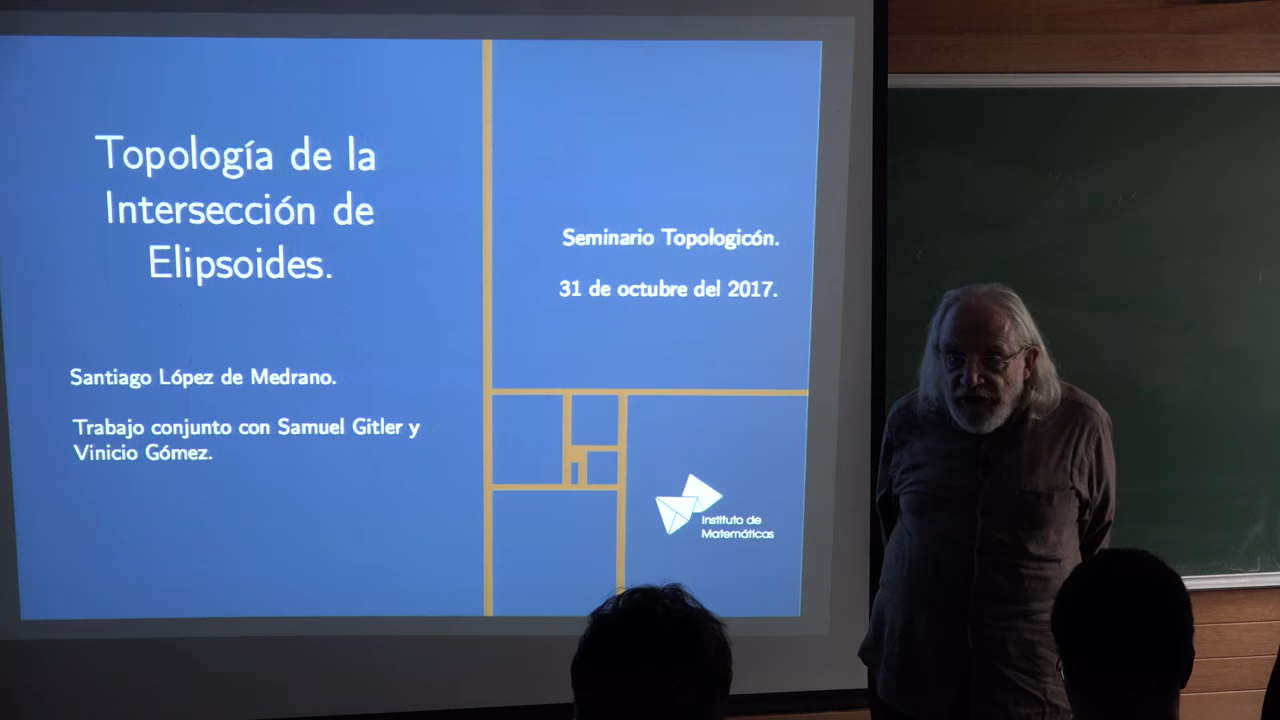 Topología de la
Intersección de
Elipsoides.
Santiago López de Medrano.
Trabajo conjunto con Samuel Gitler y
Vinicio Gómez.
Seminario Topologicón.
31 de octubre del 2017.
Instituto de
Matemáticas